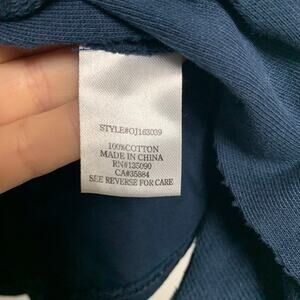 STYLE#OJ163039
100%COTTON
MADE IN CHINA
RN#135090
CA#35884
SEE REVERSE FOR CARE